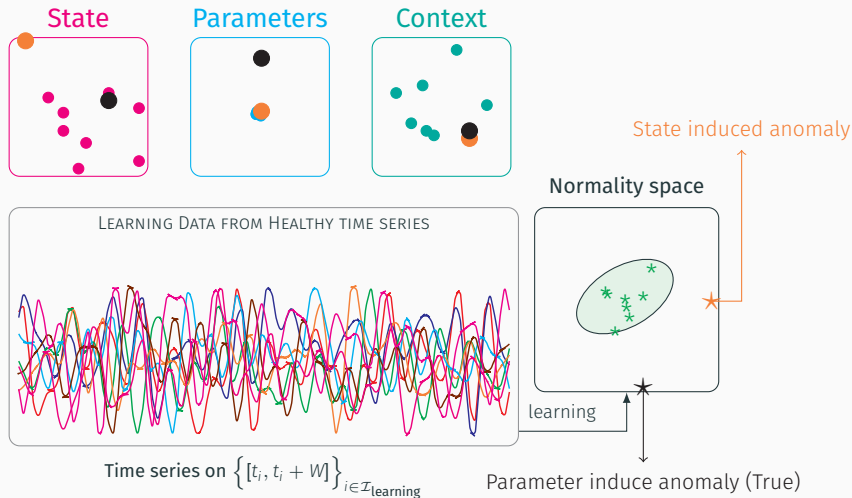 State
Parameters
Context
State induced anomaly
Normality space
LEARNING DATA FROM HEALTHY TIME SERIES
learning
Time series on {[t_i, t_i + W]}_{i∈I_learning}
Parameter induce anomaly (True)